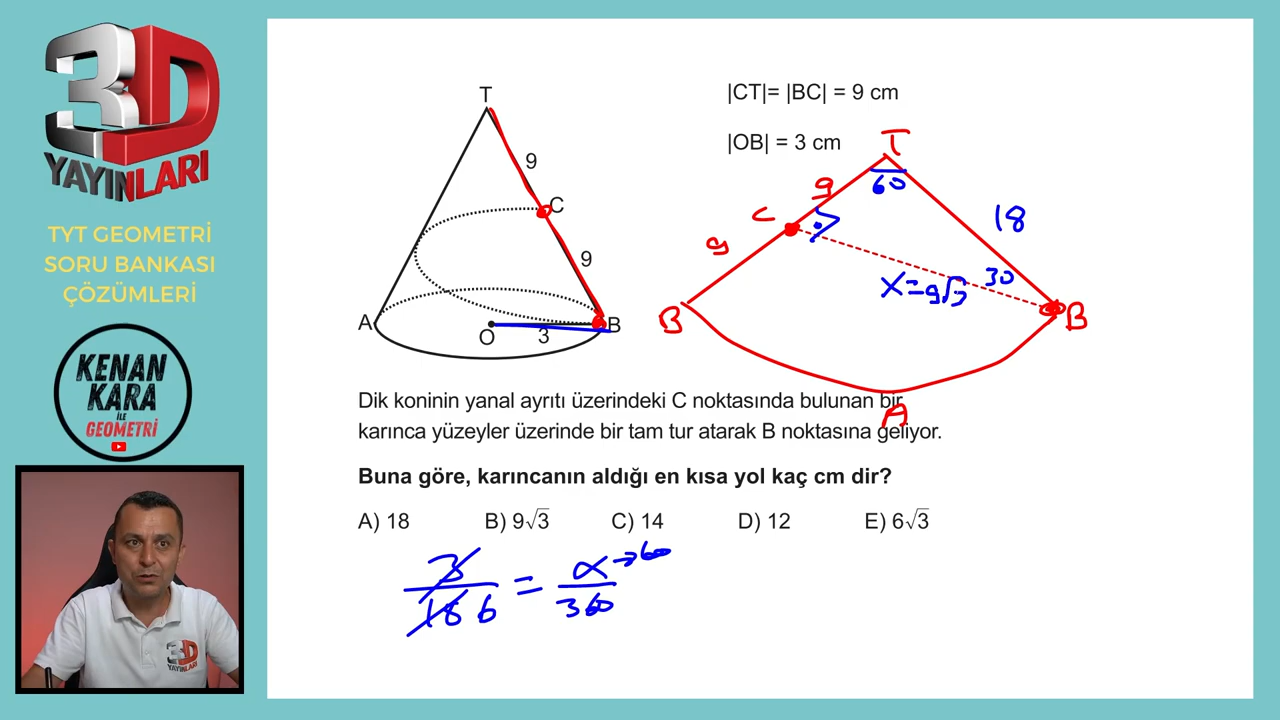 3D
YAYINLARI
TYT GEOMETRİ
SORU BANKASI
ÇÖZÜMLERİ
KENAN
KARA
İLE
GEOMETRİ
3D
YAYINLARI
T
9
C
9
A
O
3
B
|CT|= |BC| = 9 cm
|OB| = 3 cm
T
60
9
C
9
18
30
X=9√3
B
B
A
Dik koninin yanal ayrıtı üzerindeki C noktasında bulunan bir
karınca yüzeyler üzerinde bir tam tur atarak B noktasına geliyor.
Buna göre, karıncanın aldığı en kısa yol kaç cm dir?
A) 18 B) 9√3 C) 14 D) 12 E) 6√3
3/18 6 = α/360 → 60